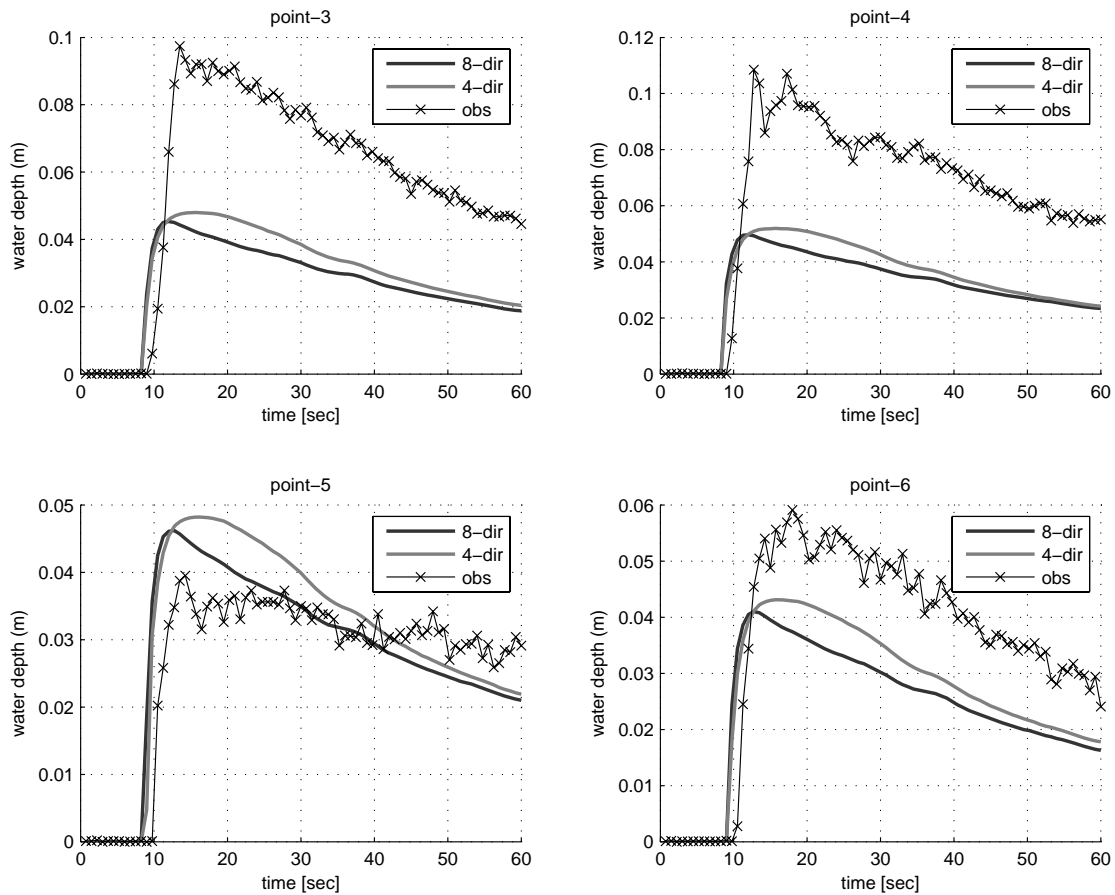 point−3
0.1
0.08
0.06
0.04
0.02
0
water depth (m)
0 10 20 30 40 50 60
time [sec]
8−dir
4−dir
obs
point−4
0.12
0.1
0.08
0.06
0.04
0.02
0
water depth (m)
0 10 20 30 40 50 60
time [sec]
8−dir
4−dir
obs
point−5
0.05
0.04
0.03
0.02
0.01
0
water depth (m)
0 10 20 30 40 50 60
time [sec]
8−dir
4−dir
obs
point−6
0.06
0.05
0.04
0.03
0.02
0.01
0
water depth (m)
0 10 20 30 40 50 60
time [sec]
8−dir
4−dir
obs